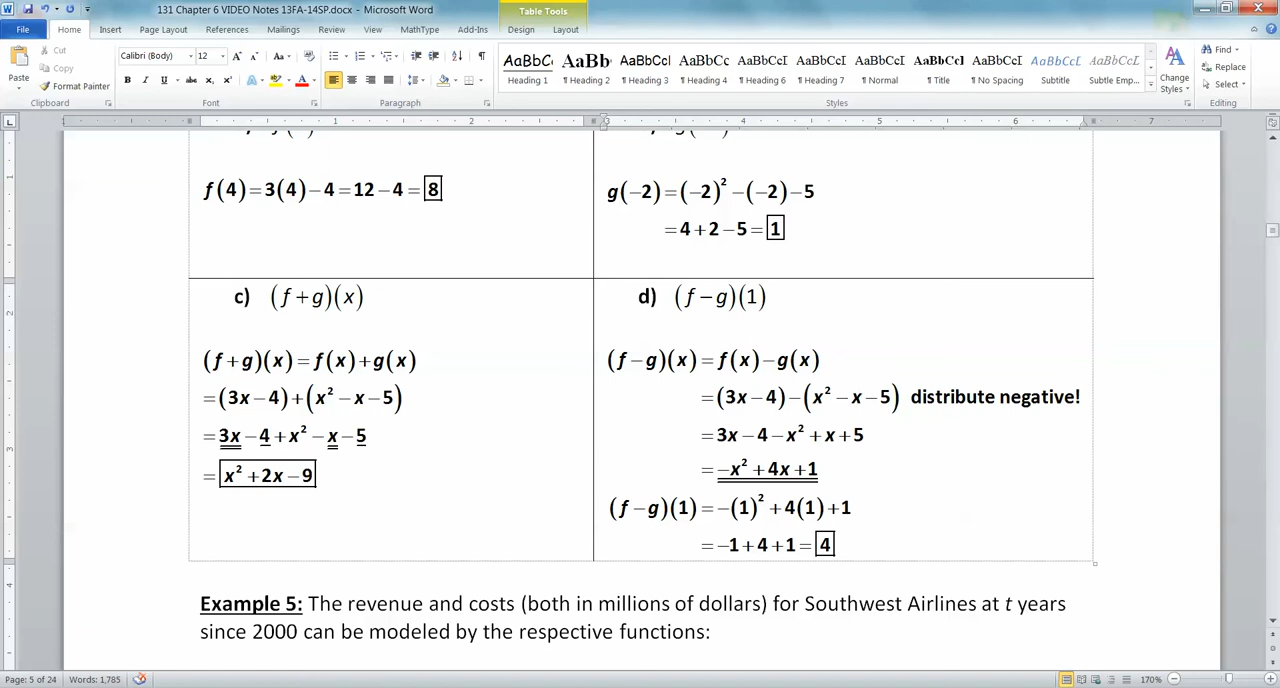 131 Chapter 6 VIDEO Notes 13FA-14SP.docx - Microsoft Word
Table Tools
File Home Insert Page Layout References Mailings Review View MathType Add-Ins Design Layout
Paste
Cut
Copy
Format Painter
Clipboard
Calibri (Body) 12
Font
Paragraph
AaBbC AaBb AaBbCcl AaBbCc AaBbCcI AaBbCcI AaBbCcI AaBbCcI AaBbCcI AaBbCcI AaBbCcI
Heading 1 ¶ Heading 2 ¶ Heading 3 ¶ Heading 4 ¶ Heading 6 ¶ Heading 7 ¶ Normal ¶ Title ¶ No Spacing Subtitle Subtle Emp...
Styles
Change Styles
Find
Replace
Select
Editing
1 2 4 5 6 7
f(4)=3(4)−4=12−4=8
g(−2)=(−2)²−(−2)−5
=4+2−5=1
c) (f+g)(x)
(f+g)(x)=f(x)+g(x)
=(3x−4)+(x²−x−5)
=3x−4+x²−x−5
=x²+2x−9
d) (f−g)(1)
(f−g)(x)=f(x)−g(x)
=(3x−4)−(x²−x−5) distribute negative!
=3x−4−x²+x+5
=−x²+4x+1
(f−g)(1)=−(1)²+4(1)+1
=−1+4+1=4
Example 5: The revenue and costs (both in millions of dollars) for Southwest Airlines at t years
since 2000 can be modeled by the respective functions:
Page: 5 of 24 Words: 1,785 170%